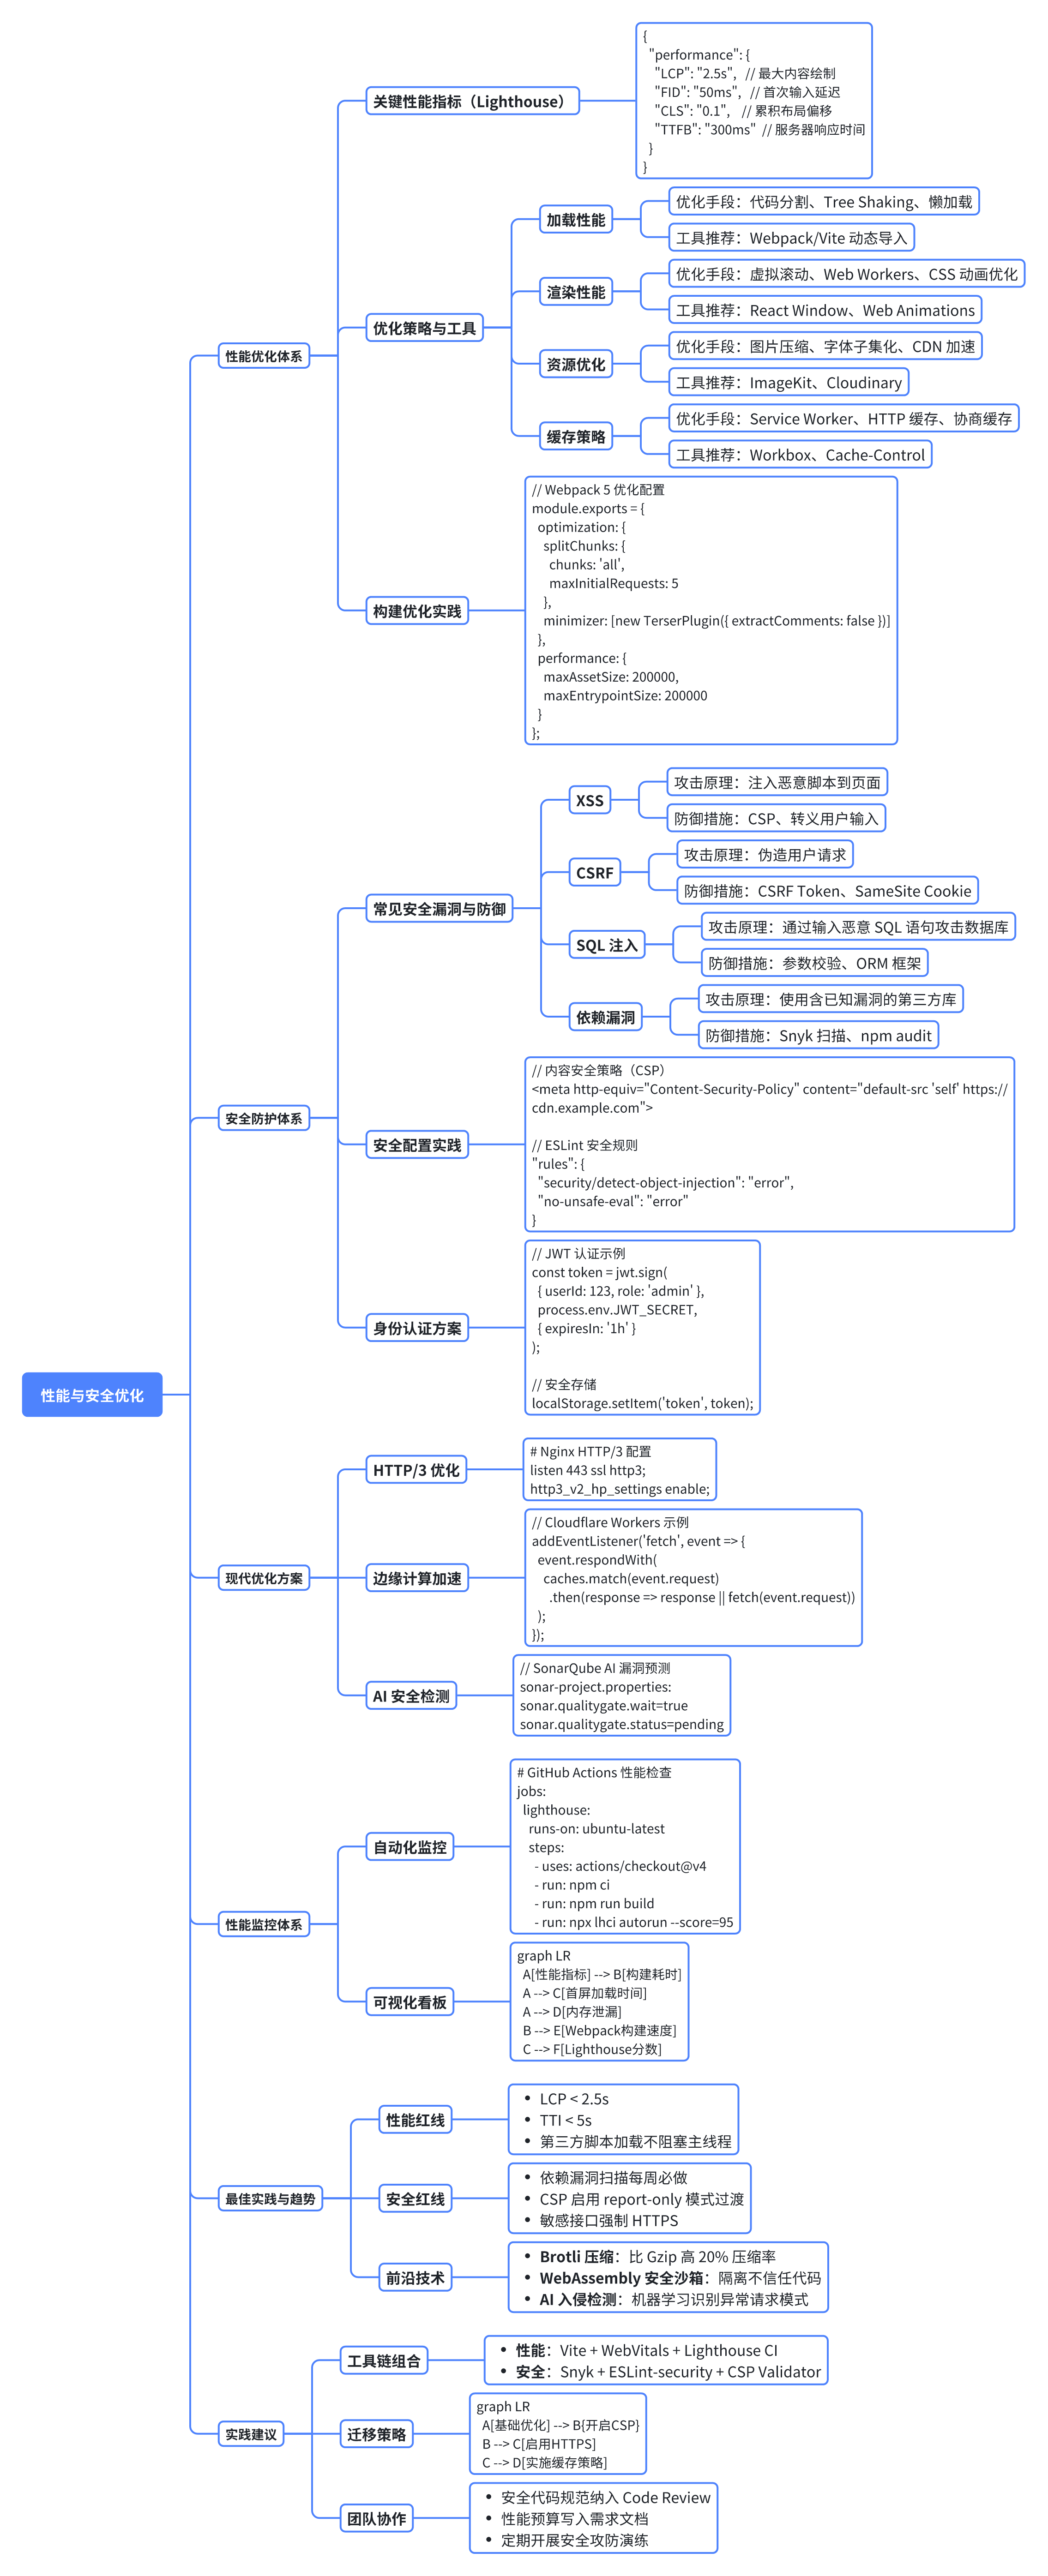 性能与安全优化
性能优化体系
关键性能指标（Lighthouse）
{
  "performance": {
    "LCP": "2.5s",   // 最大内容绘制
    "FID": "50ms",   // 首次输入延迟
    "CLS": "0.1",    // 累积布局偏移
    "TTFB": "300ms"  // 服务器响应时间
  }
}
优化策略与工具
加载性能
优化手段：代码分割、Tree Shaking、懒加载
工具推荐：Webpack/Vite 动态导入
渲染性能
优化手段：虚拟滚动、Web Workers、CSS 动画优化
工具推荐：React Window、Web Animations
资源优化
优化手段：图片压缩、字体子集化、CDN 加速
工具推荐：ImageKit、Cloudinary
缓存策略
优化手段：Service Worker、HTTP 缓存、协商缓存
工具推荐：Workbox、Cache-Control
构建优化实践
// Webpack 5 优化配置
module.exports = {
  optimization: {
    splitChunks: {
      chunks: 'all',
      maxInitialRequests: 5
    },
    minimizer: [new TerserPlugin({ extractComments: false })]
  },
  performance: {
    maxAssetSize: 200000,
    maxEntrypointSize: 200000
  }
};
安全防护体系
常见安全漏洞与防御
XSS
攻击原理：注入恶意脚本到页面
防御措施：CSP、转义用户输入
CSRF
攻击原理：伪造用户请求
防御措施：CSRF Token、SameSite Cookie
SQL 注入
攻击原理：通过输入恶意 SQL 语句攻击数据库
防御措施：参数校验、ORM 框架
依赖漏洞
攻击原理：使用含已知漏洞的第三方库
防御措施：Snyk 扫描、npm audit
安全配置实践
// 内容安全策略（CSP）
<meta http-equiv="Content-Security-Policy" content="default-src 'self' https://
cdn.example.com">
// ESLint 安全规则
"rules": {
  "security/detect-object-injection": "error",
  "no-unsafe-eval": "error"
}
身份认证方案
// JWT 认证示例
const token = jwt.sign(
  { userId: 123, role: 'admin' },
  process.env.JWT_SECRET,
  { expiresIn: '1h' }
);
// 安全存储
localStorage.setItem('token', token);
现代优化方案
HTTP/3 优化
# Nginx HTTP/3 配置
listen 443 ssl http3;
http3_v2_hp_settings enable;
边缘计算加速
// Cloudflare Workers 示例
addEventListener('fetch', event => {
  event.respondWith(
    caches.match(event.request)
      .then(response => response || fetch(event.request))
  );
});
AI 安全检测
// SonarQube AI 漏洞预测
sonar-project.properties:
sonar.qualitygate.wait=true
sonar.qualitygate.status=pending
性能监控体系
自动化监控
# GitHub Actions 性能检查
jobs:
  lighthouse:
    runs-on: ubuntu-latest
    steps:
      - uses: actions/checkout@v4
      - run: npm ci
      - run: npm run build
      - run: npx lhci autorun --score=95
可视化看板
graph LR
  A[性能指标] --> B[构建耗时]
  A --> C[首屏加载时间]
  A --> D[内存泄漏]
  B --> E[Webpack构建速度]
  C --> F[Lighthouse分数]
最佳实践与趋势
性能红线
• LCP < 2.5s
• TTI < 5s
• 第三方脚本加载不阻塞主线程
安全红线
• 依赖漏洞扫描每周必做
• CSP 启用 report-only 模式过渡
• 敏感接口强制 HTTPS
前沿技术
• Brotli 压缩：比 Gzip 高 20% 压缩率
• WebAssembly 安全沙箱：隔离不信任代码
• AI 入侵检测：机器学习识别异常请求模式
实践建议
工具链组合
• 性能：Vite + WebVitals + Lighthouse CI
• 安全：Snyk + ESLint-security + CSP Validator
迁移策略
graph LR
  A[基础优化] --> B{开启CSP}
  B --> C[启用HTTPS]
  C --> D[实施缓存策略]
团队协作
• 安全代码规范纳入 Code Review
• 性能预算写入需求文档
• 定期开展安全攻防演练